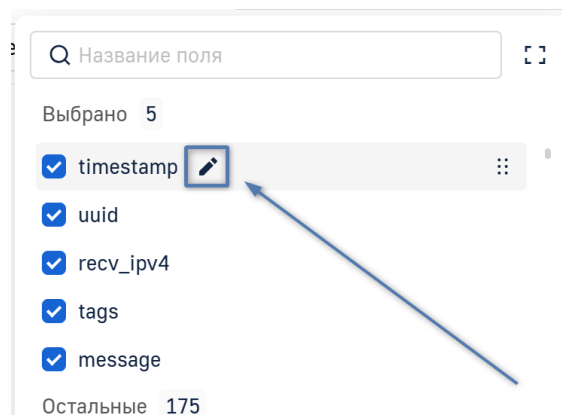 Название поля
Выбрано 5
timestamp
uuid
recv_ipv4
tags
message
Остальные 175